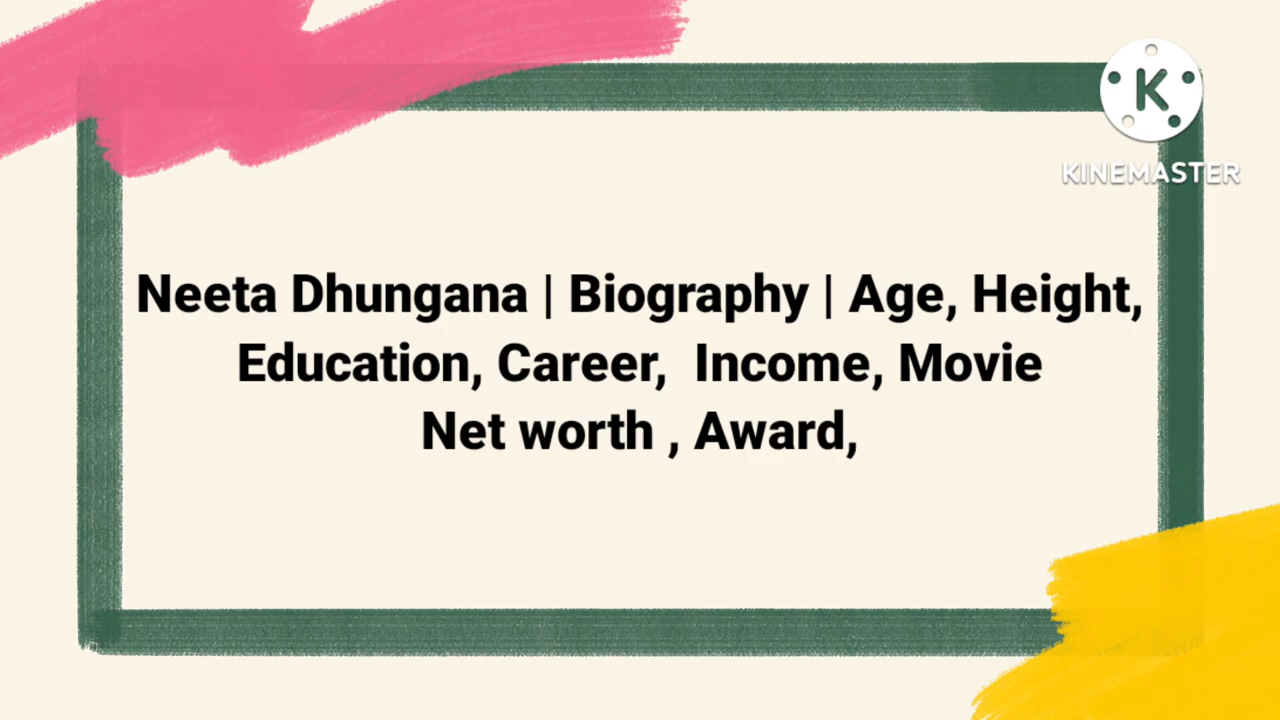 K
KINEMASTER
Neeta Dhungana | Biography | Age, Height,
Education, Career,  Income, Movie
Net worth , Award,